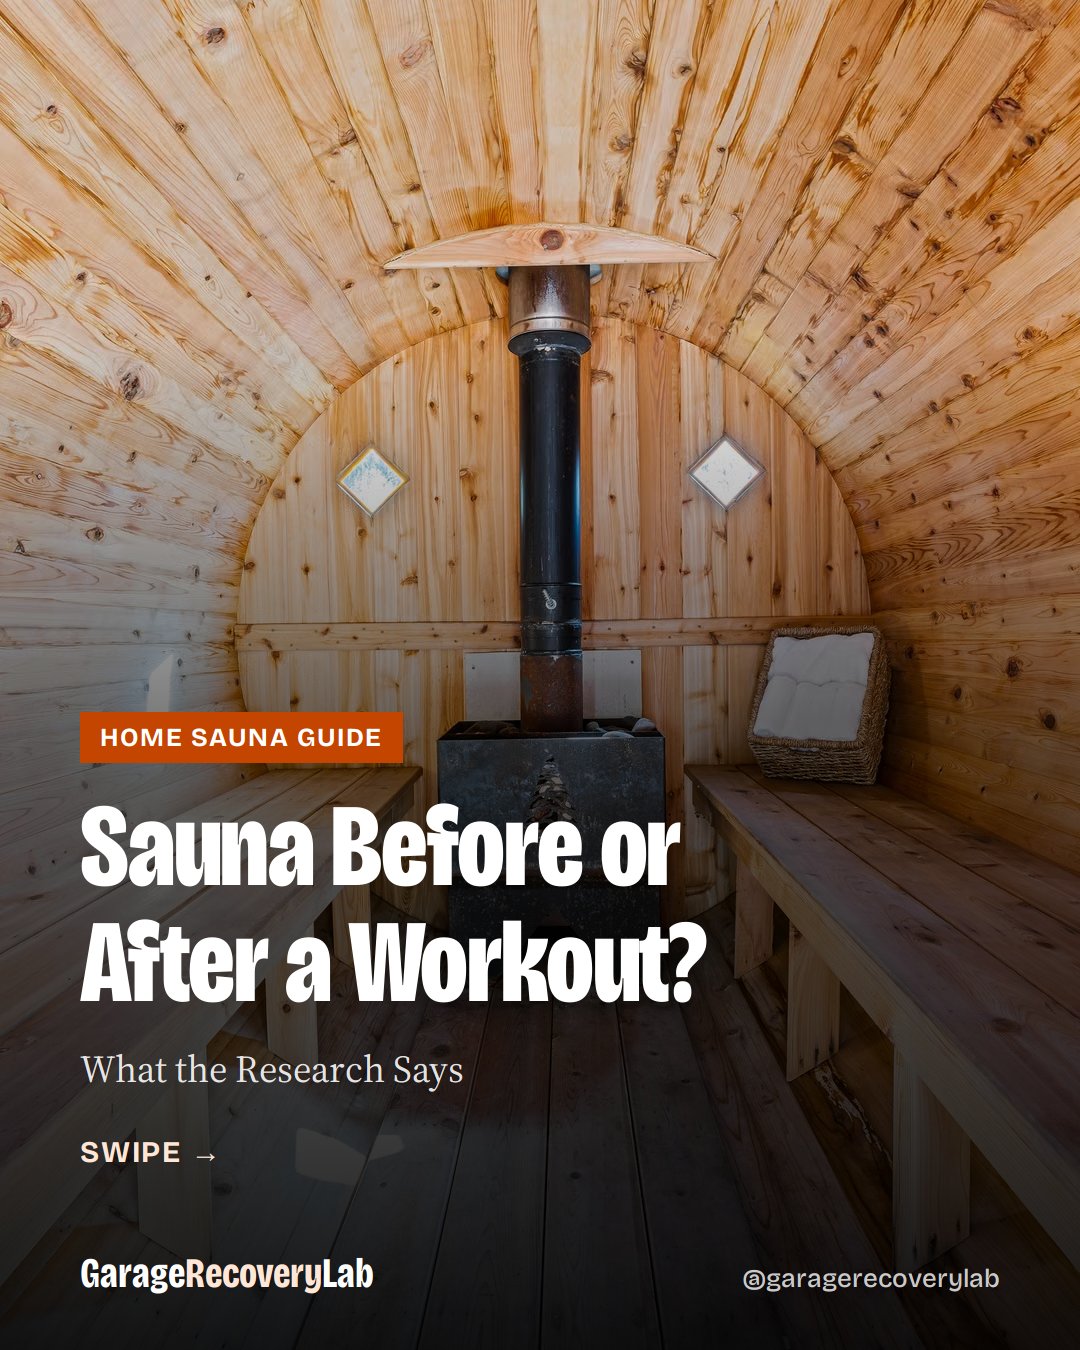 HOME SAUNA GUIDE
Sauna Before or
After a Workout?
What the Research Says
SWIPE →
GarageRecoveryLab
@garagerecoverylab